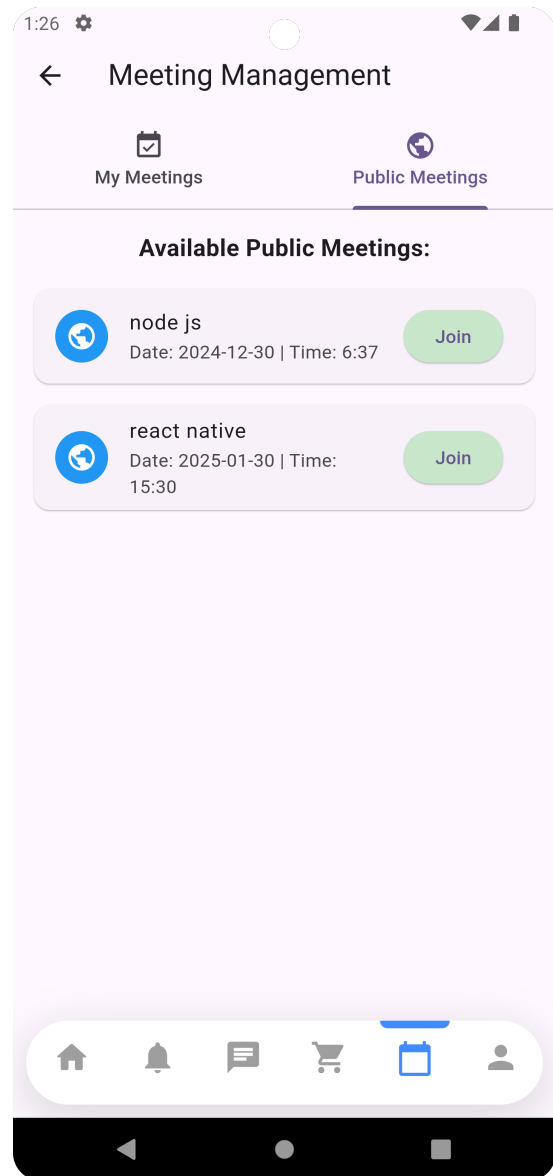 1:26
Meeting Management
My Meetings
Public Meetings
Available Public Meetings:
node js
Date: 2024-12-30 | Time: 6:37
Join
react native
Date: 2025-01-30 | Time:
15:30
Join